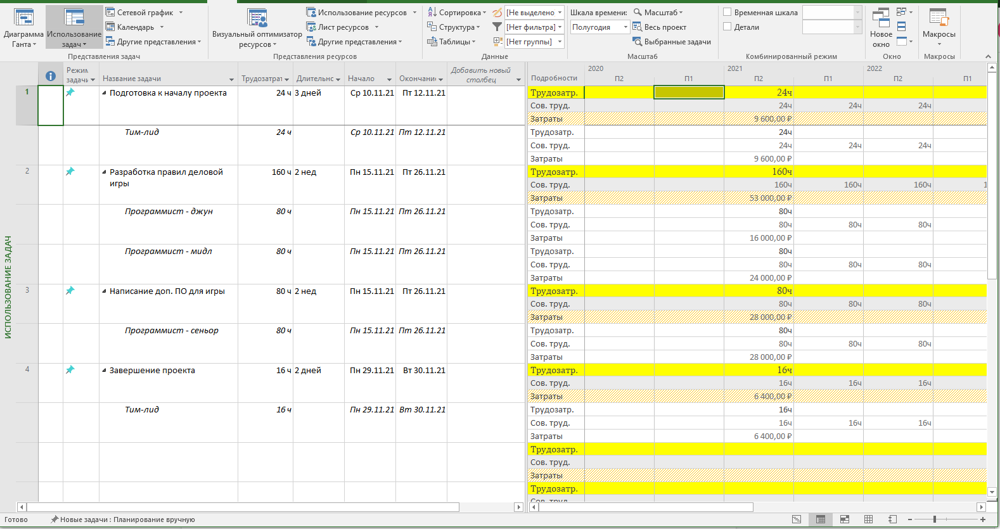 Диаграмма Ганта
Использование задач
Сетевой график
Календарь
Другие представления
Представления задач
Визуальный оптимизатор ресурсов
Использование ресурсов
Лист ресурсов
Другие представления
Представления ресурсов
Сортировка
Структура
Таблицы
[Не выделено]
[Нет фильтра]
[Нет группы]
Данные
Шкала времени:
Полугодия
Масштаб
Весь проект
Выбранные задачи
Масштаб
Временная шкала
Детали
Комбинированный режим
Новое окно
Окно
Макросы
Макросы
ИСПОЛЬЗОВАНИЕ ЗАДАЧ
Режим задачи Название задачи Трудозатрат Длительнс Начало Окончание Добавить новый столбец
1 Подготовка к началу проекта 24 ч 3 дней Ср 10.11.21 Пт 12.11.21
Тим-лид 24 ч Ср 10.11.21 Пт 12.11.21
2 Разработка правил деловой игры 160 ч 2 нед Пн 15.11.21 Пт 26.11.21
Программист - джун 80 ч Пн 15.11.21 Пт 26.11.21
Программист - мидл 80 ч Пн 15.11.21 Пт 26.11.21
3 Написание доп. ПО для игры 80 ч 2 нед Пн 15.11.21 Пт 26.11.21
Программист - сеньор 80 ч Пн 15.11.21 Пт 26.11.21
4 Завершение проекта 16 ч 2 дней Пн 29.11.21 Вт 30.11.21
Тим-лид 16 ч Пн 29.11.21 Вт 30.11.21
2020 2021 2022
Подробности П2 П1 П2 П1 П2 П1
Трудозатр. 24ч
Сов. труд. 24ч 24ч 24ч
Затраты 9 600,00 ₽
Трудозатр. 24ч
Сов. труд. 24ч 24ч 24ч
Затраты 9 600,00 ₽
Трудозатр. 160ч
Сов. труд. 160ч 160ч 160ч 1
Затраты 53 000,00 ₽
Трудозатр. 80ч
Сов. труд. 80ч 80ч 80ч
Затраты 16 000,00 ₽
Трудозатр. 80ч
Сов. труд. 80ч 80ч 80ч
Затраты 24 000,00 ₽
Трудозатр. 80ч
Сов. труд. 80ч 80ч 80ч
Затраты 28 000,00 ₽
Трудозатр. 80ч
Сов. труд. 80ч 80ч 80ч
Затраты 28 000,00 ₽
Трудозатр. 16ч
Сов. труд. 16ч 16ч 16ч
Затраты 6 400,00 ₽
Трудозатр. 16ч
Сов. труд. 16ч 16ч 16ч
Затраты 6 400,00 ₽
Трудозатр.
Сов. труд.
Затраты
Трудозатр.
Сов. труд.
Готово Новые задачи : Планирование вручную